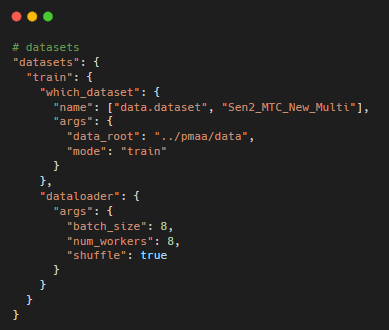 # datasets
"datasets": {
  "train": {
    "which_dataset": {
      "name": ["data.dataset", "Sen2_MTC_New_Multi"],
      "args": {
        "data_root": "../pmaa/data",
        "mode": "train"
      }
    },
    "dataloader": {
      "args": {
        "batch_size": 8,
        "num_workers": 8,
        "shuffle": true
      }
    }
  }
}